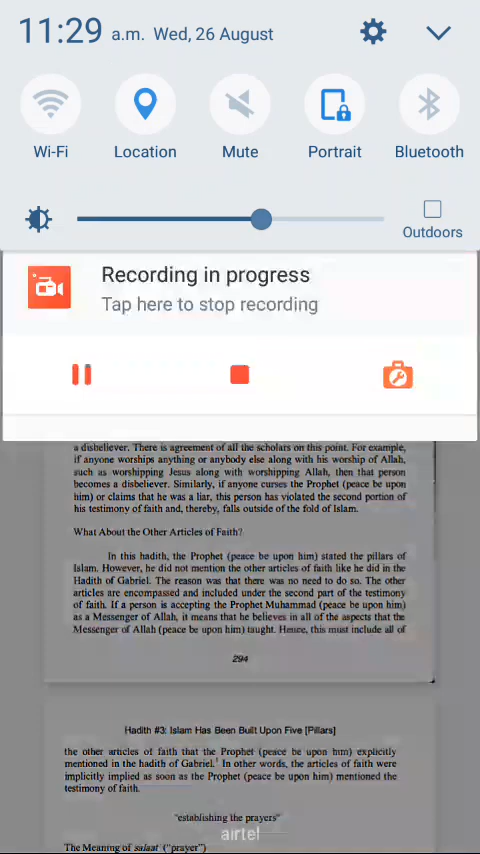 11:29 a.m. Wed, 26 August
Wi-Fi Location Mute Portrait Bluetooth
Outdoors
Recording in progress
Tap here to stop recording
a disbeliever. There is agreement of all the scholars on this point. For example,
if anyone worships anything or anybody else along with his worship of Allah,
such as worshipping Jesus along with worshipping Allah, then that person
becomes a disbeliever. Similarly, if anyone curses the Prophet (peace be upon
him) or claims that he was a liar, this person has violated the second portion of
his testimony of faith and, thereby, falls outside of the fold of Islam.
What About the Other Articles of Faith?
In this hadith, the Prophet (peace be upon him) stated the pillars of
Islam. However, he did not mention the other articles of faith like he did in the
Hadith of Gabriel. The reason was that there was no need to do so. The other
articles are encompassed and included under the second part of the testimony
of faith. If a person is accepting the Prophet Muhammad (peace be upon him)
as a Messenger of Allah, it means that he believes in all of the aspects that the
Messenger of Allah (peace be upon him) taught. Hence, this must include all of
294
Hadith #3: Islam Has Been Built Upon Five [Pillars]
the other articles of faith that the Prophet (peace be upon him) explicitly
mentioned in the hadith of Gabriel.¹ In other words, the articles of faith were
implicitly implied as soon as the Prophet (peace be upon him) mentioned the
testimony of faith.
"establishing the prayers"
airtel
The Meaning of salaat ("prayer")